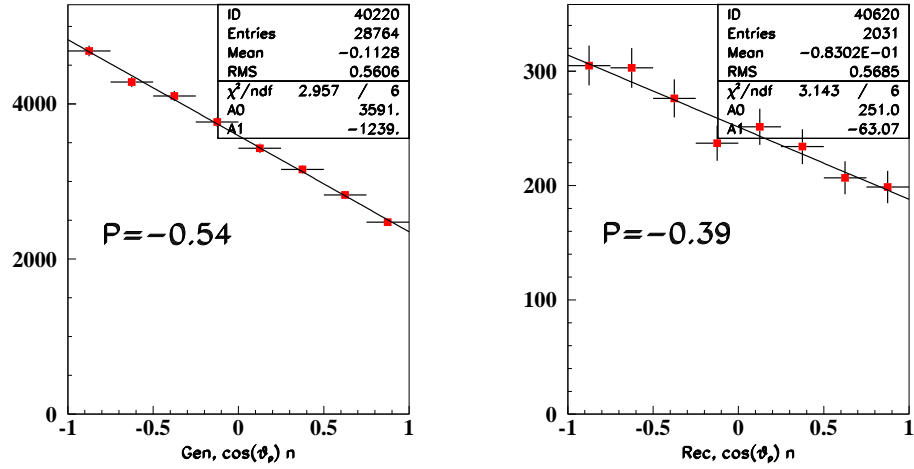 ID 40220
Entries 28764
Mean -0.1128
RMS 0.5606
χ²/ndf 2.957 / 6
A0 3591.
A1 -1239.
4000
2000
0
P=-0.54
-1 -0.5 0 0.5 1
Gen, cos(ϑp) n
ID 40620
Entries 2031
Mean -0.8302E-01
RMS 0.5685
χ²/ndf 3.143 / 6
A0 251.0
A1 -63.07
300
200
100
0
P=-0.39
-1 -0.5 0 0.5 1
Rec, cos(ϑp) n